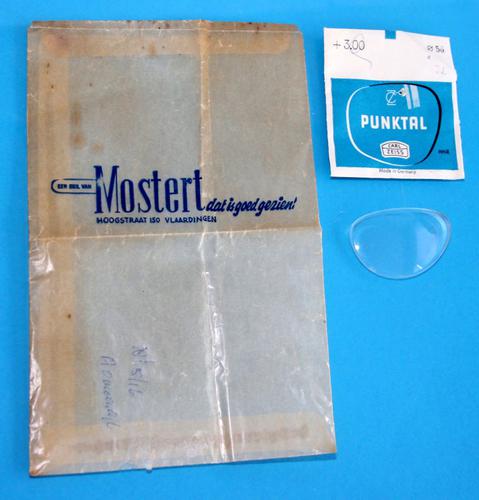 EEN BRIL VAN
Mostert dat is goed gezien!
HOOGSTRAAT 150 VLAARDINGEN
+3,00
PUNKTAL
CARL
ZEISS
Made in Germany